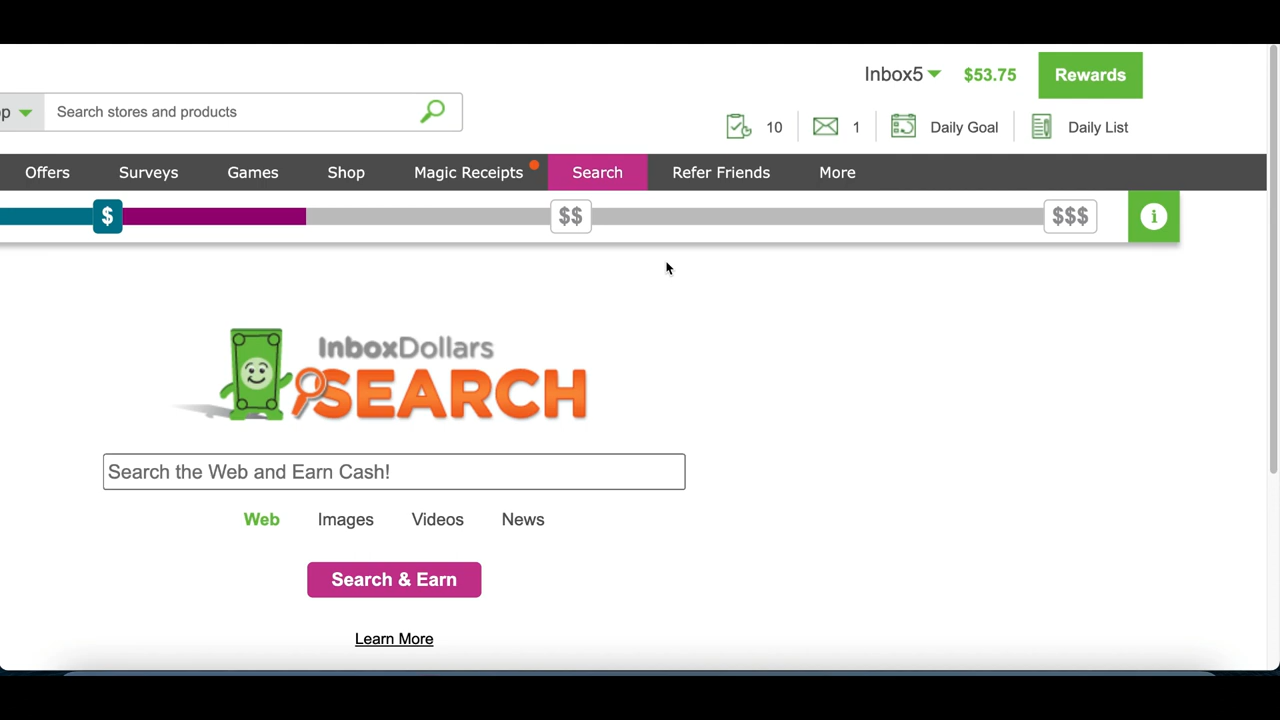 Inbox5 $53.75 Rewards
p Search stores and products
10 1 Daily Goal Daily List
Offers Surveys Games Shop Magic Receipts Search Refer Friends More
$ $$ $$$ i
InboxDollars
SEARCH
Search the Web and Earn Cash!
Web Images Videos News
Search & Earn
Learn More